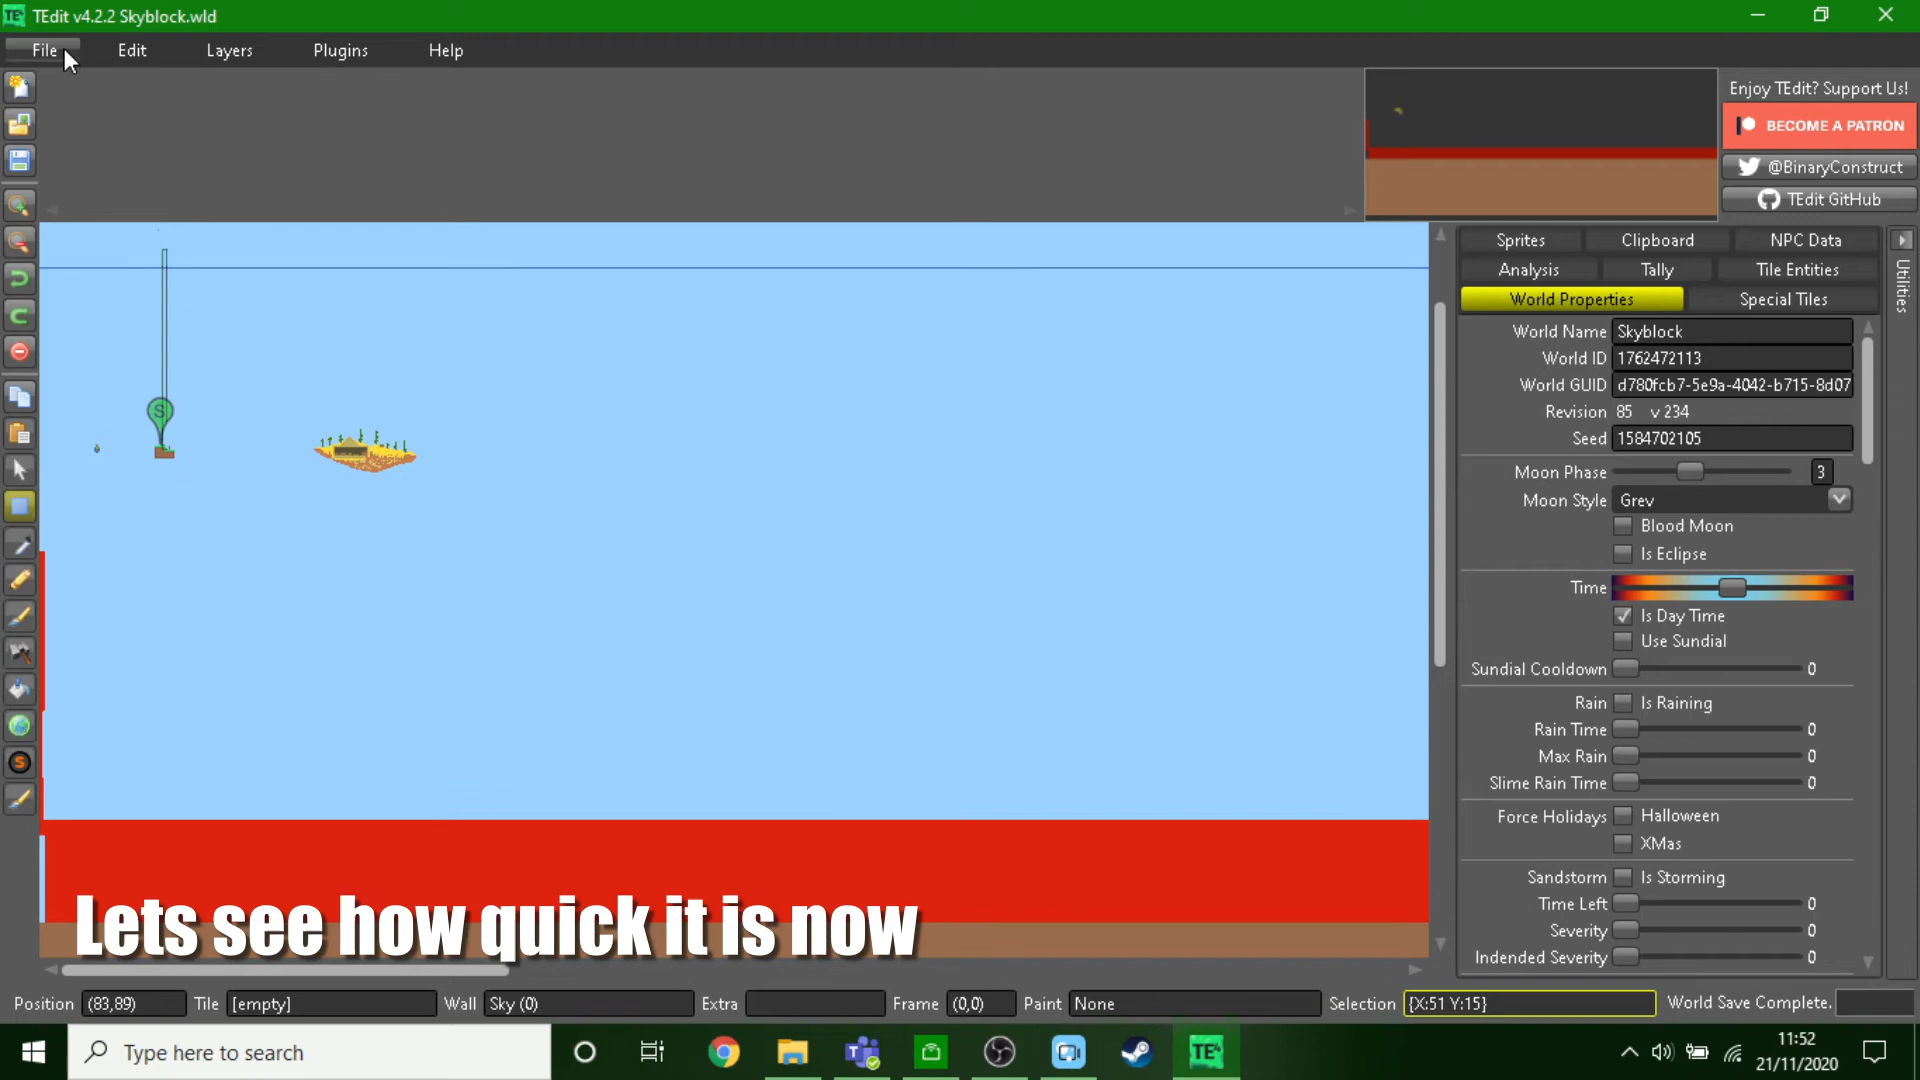 TEdit v4.2.2 Skyblock.wld
File Edit Layers Plugins Help
Enjoy TEdit? Support Us!
BECOME A PATRON
@BinaryConstruct
TEdit GitHub
Sprites Clipboard NPC Data
Analysis Tally Tile Entities
World Properties Special Tiles
Utilities
World Name Skyblock
World ID 1762472113
World GUID d780fcb7-5e9a-4042-b715-8d07
Revision 85 v 234
Seed 1584702105
Moon Phase 3
Moon Style Grey
Blood Moon
Is Eclipse
Time
Is Day Time
Use Sundial
Sundial Cooldown 0
Rain Is Raining
Rain Time 0
Max Rain 0
Slime Rain Time 0
Force Holidays Halloween
XMas
Sandstorm Is Storming
Time Left 0
Severity 0
Indended Severity 0
S
Lets see how quick it is now
Position (83,89) Tile [empty] Wall Sky (0) Extra Frame (0,0) Paint None Selection {X:51 Y:15} World Save Complete.
Type here to search
11:52
21/11/2020